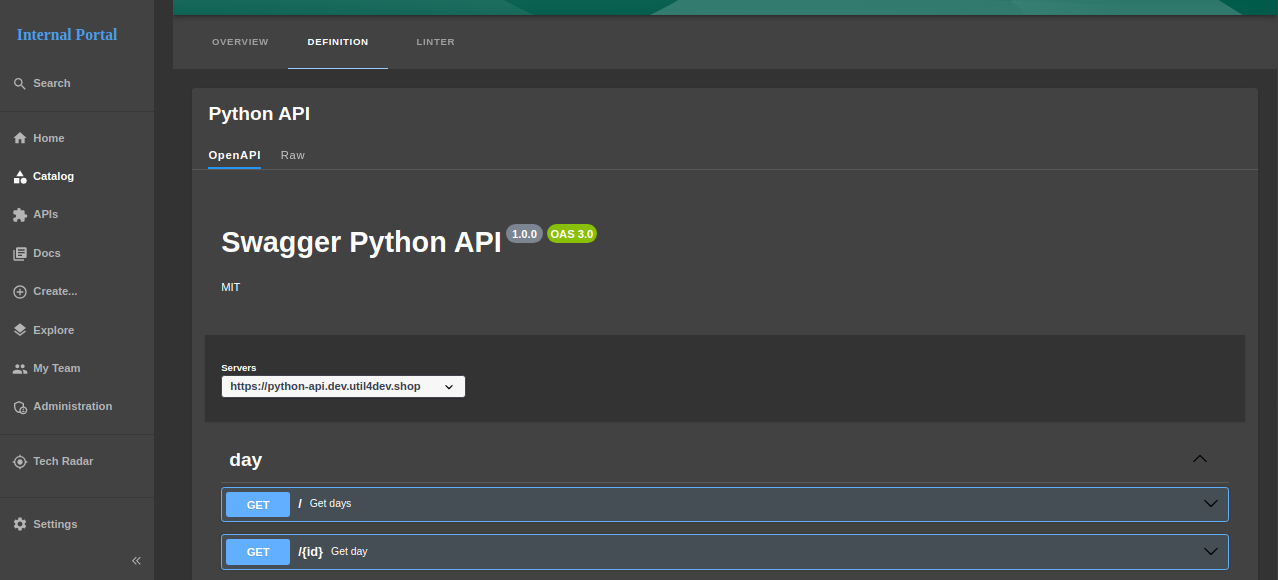 Internal Portal
Search
Home
Catalog
APIs
Docs
Create...
Explore
My Team
Administration
Tech Radar
Settings
OVERVIEW DEFINITION LINTER
Python API
OpenAPI Raw
Swagger Python API 1.0.0 OAS 3.0
MIT
Servers
https://python-api.dev.util4dev.shop
day
GET / Get days
GET /{id} Get day